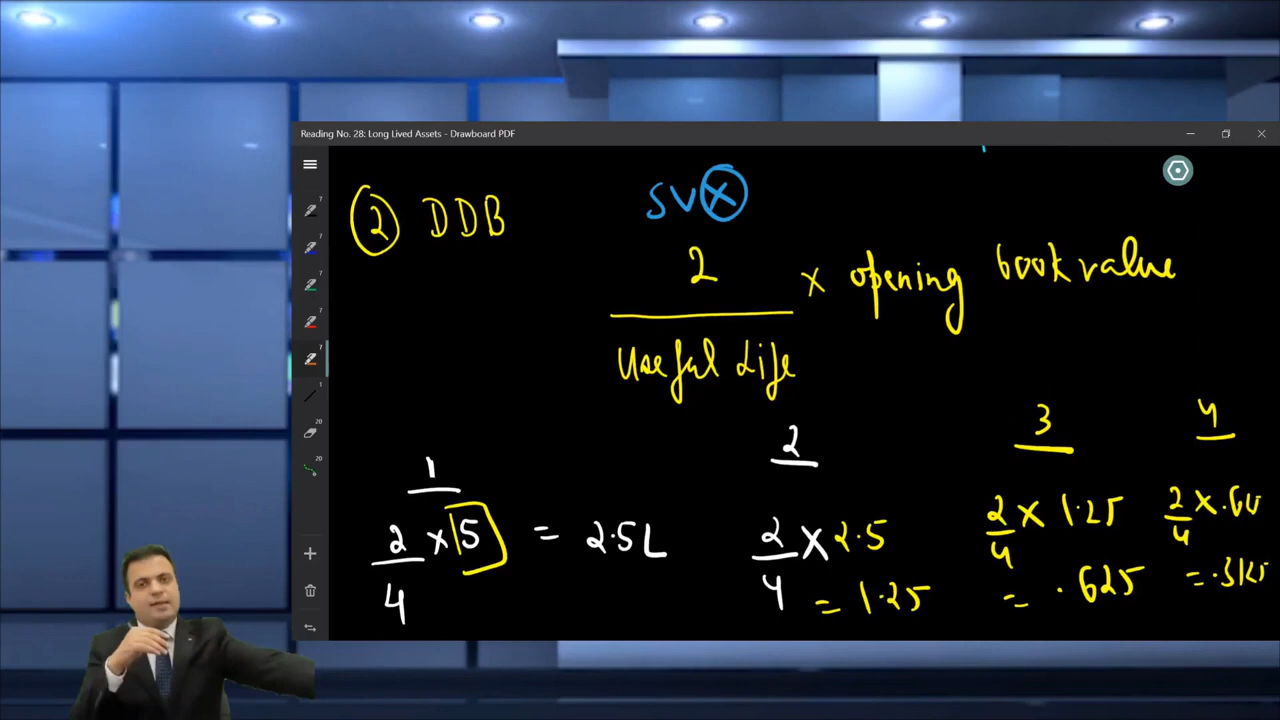 Reading No. 28: Long Lived Assets - Drawboard PDF
2 DDB
SV X
2 / Useful Life × opening book value
1
2/4 × 5 = 2.5L
2
2/4 × 2.5
= 1.25
3
2/4 × 1.25
= .625
4
2/4 ×
= .3125